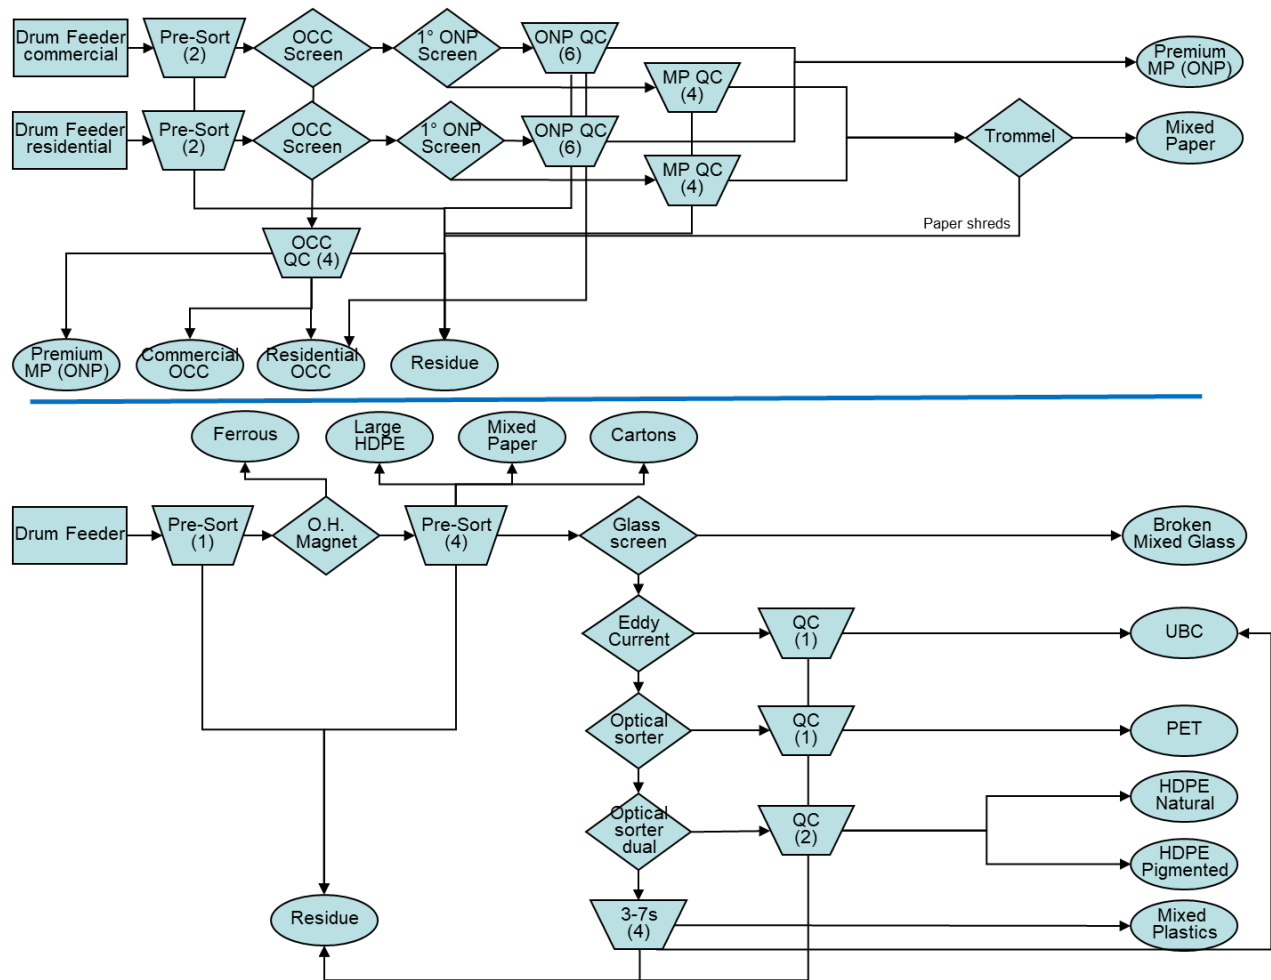 Drum Feeder
commercial
Pre-Sort
(2)
OCC
Screen
1° ONP
Screen
ONP QC
(6)
MP QC
(4)
Premium
MP (ONP)
Drum Feeder
residential
Pre-Sort
(2)
OCC
Screen
1° ONP
Screen
ONP QC
(6)
MP QC
(4)
Trommel
Mixed
Paper
Paper shreds
OCC
QC (4)
Premium
MP (ONP)
Commercial
OCC
Residential
OCC
Residue
Ferrous
Large
HDPE
Mixed
Paper
Cartons
Drum Feeder
Pre-Sort
(1)
O.H.
Magnet
Pre-Sort
(4)
Glass
screen
Broken
Mixed Glass
Eddy
Current
QC
(1)
UBC
Optical
sorter
QC
(1)
PET
Optical
sorter
dual
QC
(2)
HDPE
Natural
HDPE
Pigmented
Residue
3-7s
(4)
Mixed
Plastics